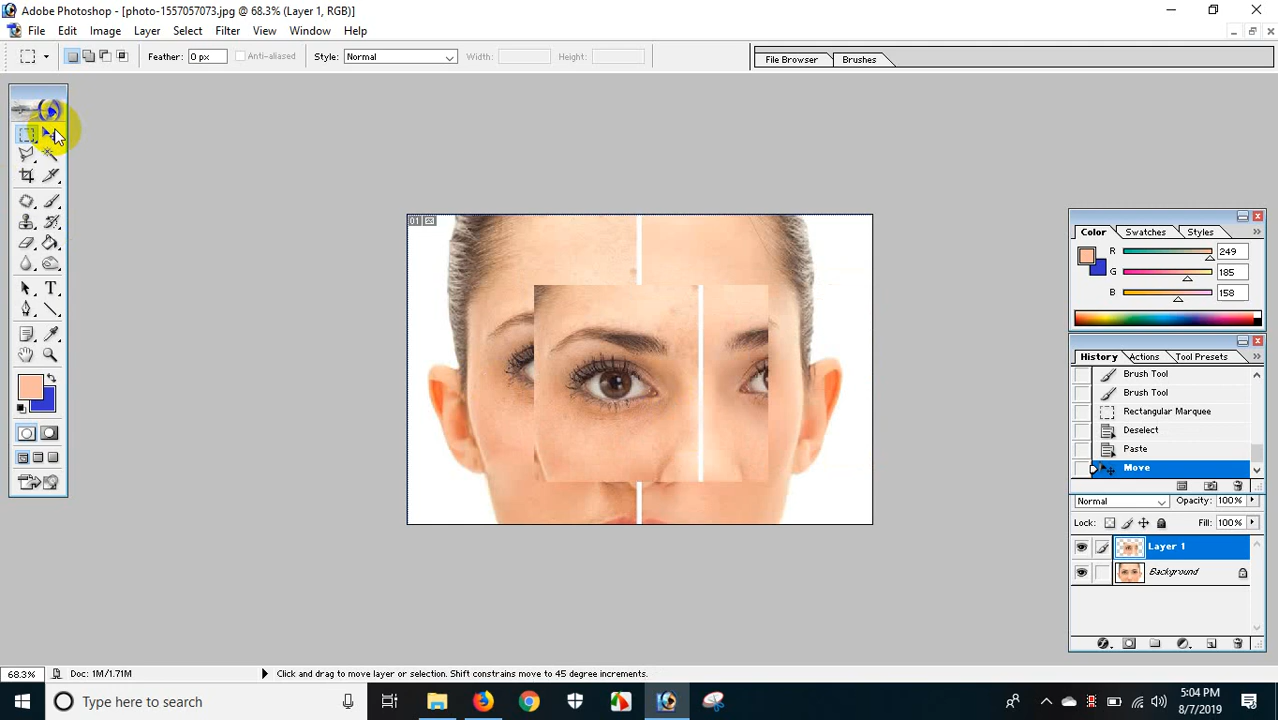 Adobe Photoshop - [photo-1557057073.jpg @ 68.3% (Layer 1, RGB)]
File Edit Image Layer Select Filter View Window Help
Feather: 0 px Anti-aliased Style: Normal Width: Height: File Browser Brushes
01
Color Swatches Styles
R 249
G 185
B 158
History Actions Tool Presets
Brush Tool
Brush Tool
Rectangular Marquee
Deselect
Paste
Move
Normal Opacity: 100%
Lock: Fill: 100%
Layer 1
Background
68.3% Doc: 1M/1.71M Click and drag to move layer or selection. Shift constrains move to 45 degree increments.
Type here to search
5:04 PM
8/7/2019